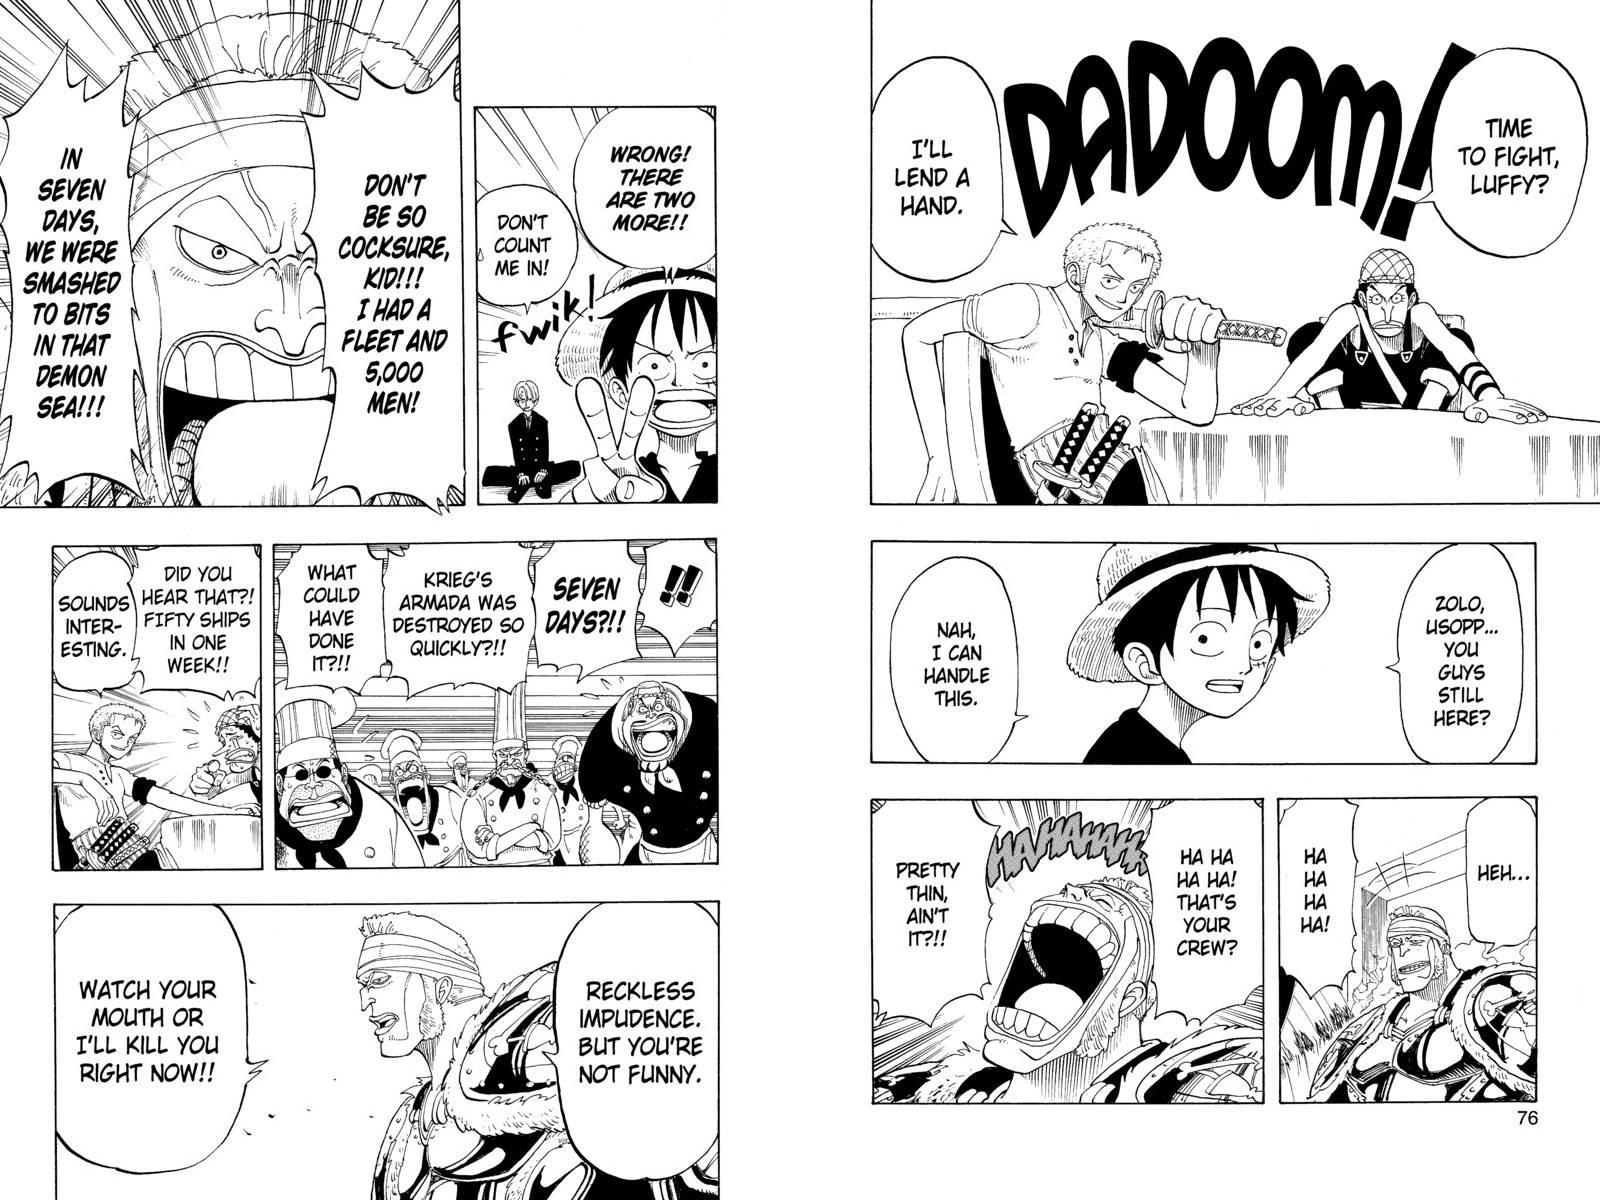 TIME
TO FIGHT,
LUFFY?
DADOOM!
I'LL
LEND A
HAND.
ZOLO,
USOPP...
YOU
GUYS
STILL
HERE?
NAH,
I CAN
HANDLE
THIS.
HEH...
HA
HA
HA
HA!
HA HA
HA HA!
THAT'S
YOUR
CREW?
HAHAHAHA
PRETTY
THIN,
AIN'T
IT?!!
76
WRONG!
THERE
ARE TWO
MORE!!
DON'T
COUNT
ME IN!
fwik!
DON'T
BE SO
COCKSURE,
KID!!!
I HAD A
FLEET AND
5,000
MEN!
IN
SEVEN
DAYS,
WE WERE
SMASHED
TO BITS
IN THAT
DEMON
SEA!!!
!!
SEVEN
DAYS?!!
KRIEG'S
ARMADA WAS
DESTROYED SO
QUICKLY?!!
WHAT
COULD
HAVE
DONE
IT?!!
DID YOU
HEAR THAT?!
FIFTY SHIPS
IN ONE
WEEK!!
SOUNDS
INTER-
ESTING.
RECKLESS
IMPUDENCE.
BUT YOU'RE
NOT FUNNY.
WATCH YOUR
MOUTH OR
I'LL KILL YOU
RIGHT NOW!!